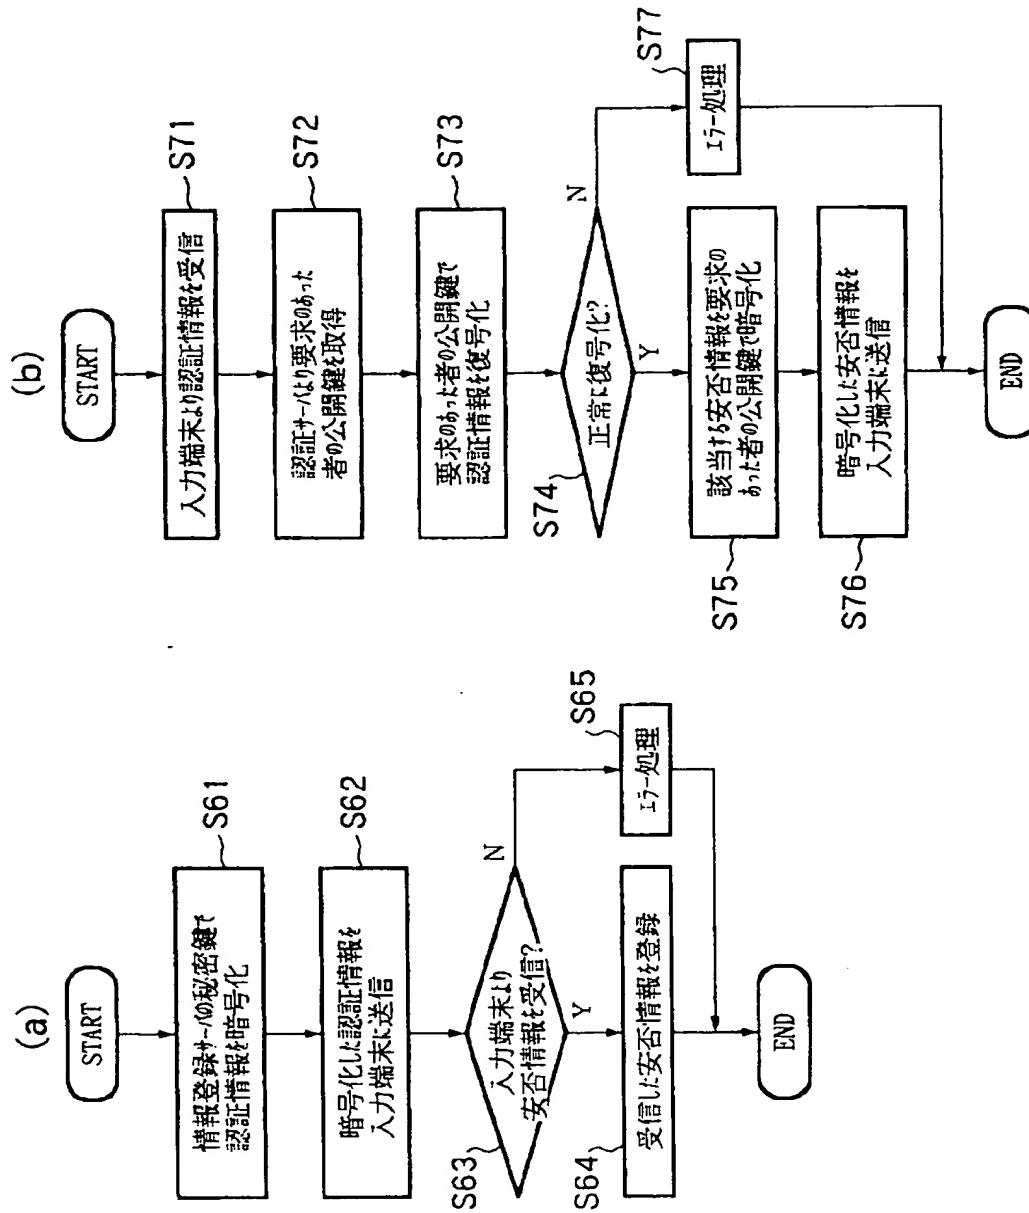 (a)
START
情報登録サーバの秘密鍵で
認証情報を暗号化
S61
暗号化した認証情報を
入力端末に送信
S62
入力端末より
安否情報を受信?
S63
N
Y
受信した安否情報を登録
S64
エラー処理
S65
END
(b)
START
入力端末より認証情報を受信
S71
認証サーバより要求のあった
者の公開鍵を取得
S72
要求のあった者の公開鍵で
認証情報を復号化
S73
正常に復号化?
S74
N
Y
該当する安否情報を要求の
あった者の公開鍵で暗号化
S75
暗号化した安否情報を
入力端末に送信
S76
エラー処理
S77
END